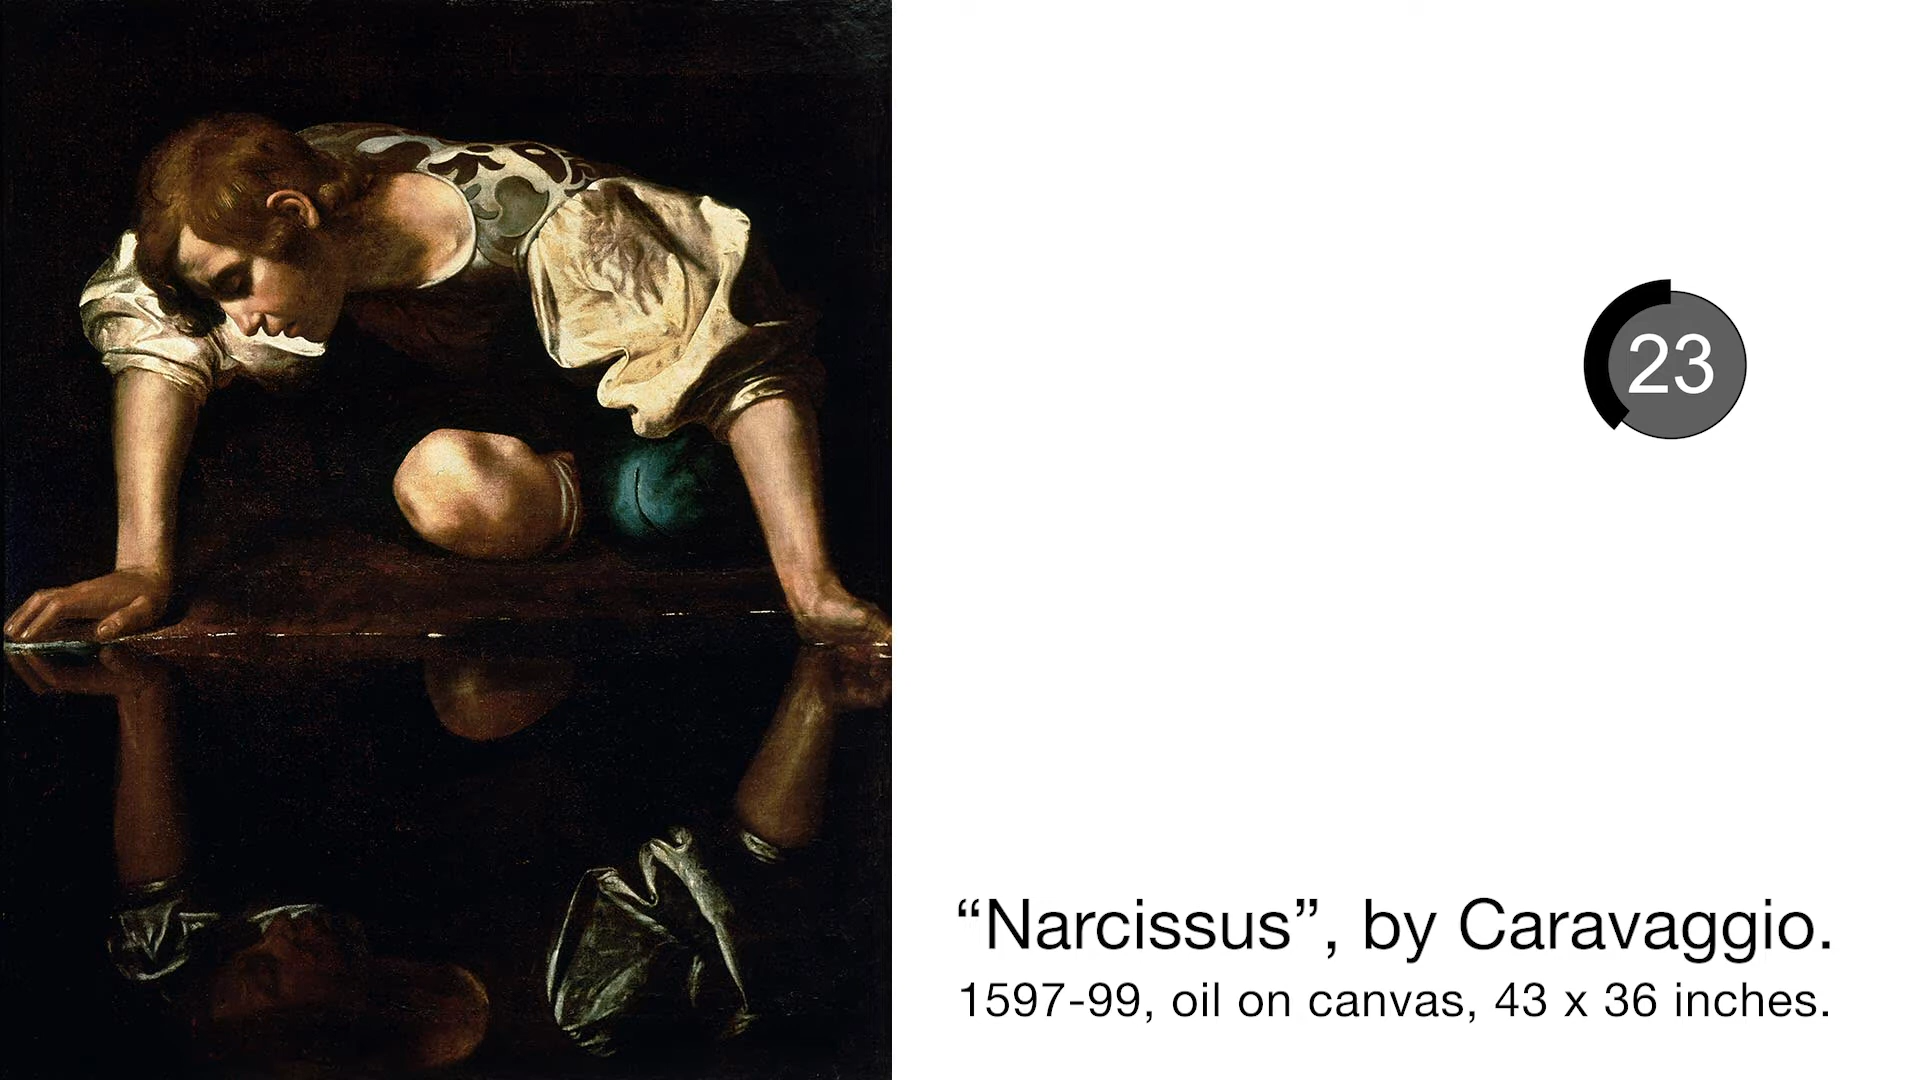 23
“Narcissus”, by Caravaggio.
1597-99, oil on canvas, 43 x 36 inches.